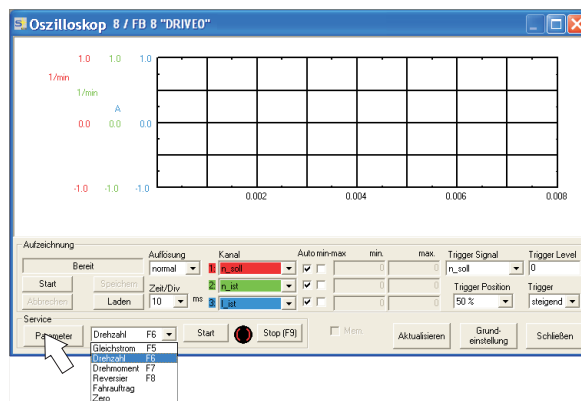 Oszilloskop 8 / FB 8 "DRIVE0"
1.0 1.0 1.0
1/min
1/min
A
0.0 0.0 0.0
-1.0 -1.0 -1.0
0.002 0.004 0.006 0.008
Aufzeichnung
Bereit
Start Speichern
Abbrechen Laden
Auflösung
normal
Zeit/Div
10 ms
Kanal
1: n_soll
2: n_ist
3: I_ist
Auto min-max min. max.
0 0
0 0
0 0
Trigger Signal Trigger Level
n_soll 0
Trigger Position Trigger
50 % steigend
Service
Parameter Drehzahl F6 Start Stop (F9) Mem. Aktualisieren Grund-
einstellung Schließen
Gleichstrom F5
Drehzahl F6
Drehmoment F7
Reversier F8
Fahrauftrag
Zero